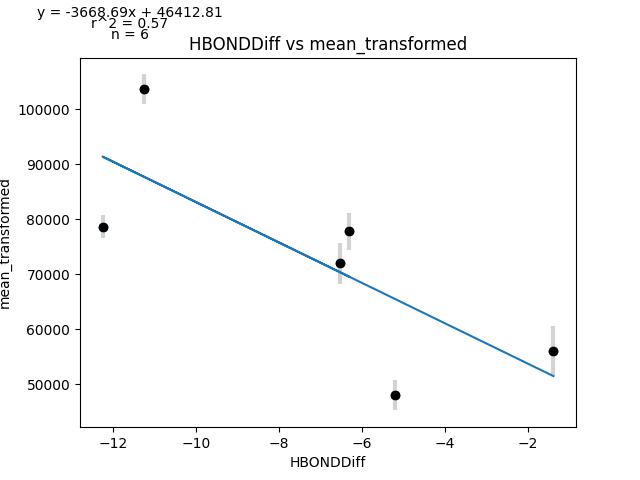 y = -3668.69x + 46412.81
r^2 = 0.57
n = 6
HBONDDiff vs mean_transformed
mean_transformed
100000
90000
80000
70000
60000
50000
−12
−10
−8
−6
−4
−2
HBONDDiff